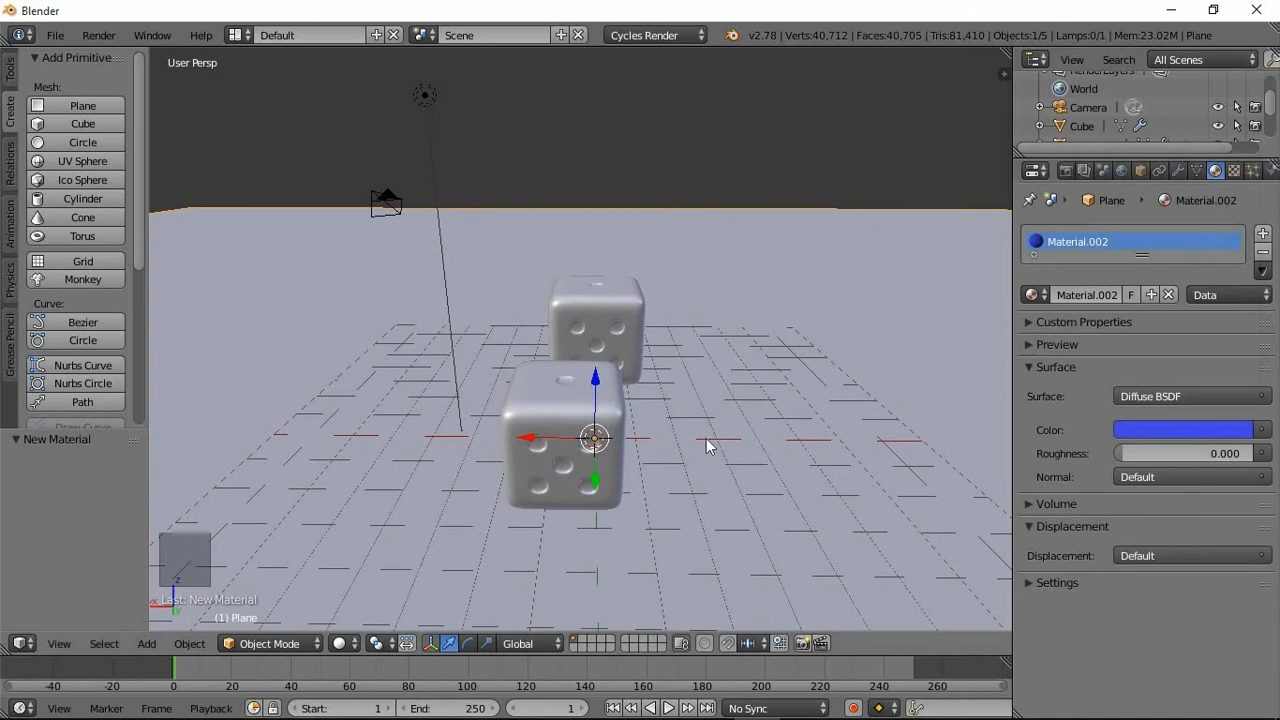 Blender
File Render Window Help Default Scene Cycles Render v2.78 | Verts:40,712 | Faces:40,705 | Tris:81,410 | Objects:1/5 | Lamps:0/1 | Mem:23.02M | Plane
Add Primitive
Mesh:
Plane
Cube
Circle
UV Sphere
Ico Sphere
Cylinder
Cone
Torus
Grid
Monkey
Curve:
Bezier
Circle
Nurbs Curve
Nurbs Circle
Path
New Material
Tools
Create
Relations
Animation
Physics
Grease Pencil
User Persp
Last: New Material
(1) Plane
View Select Add Object Object Mode Global
-40 -20 0 20 40 60 80 100 120 140 160 180 200 220 240 260
View Marker Frame Playback Start: 1 End: 250 1 No Sync
View Search All Scenes
RenderLayers
World
Camera
Cube
Plane Material.002
Material.002
Material.002 F Data
Custom Properties
Preview
Surface
Surface: Diffuse BSDF
Color:
Roughness: 0.000
Normal: Default
Volume
Displacement
Displacement: Default
Settings